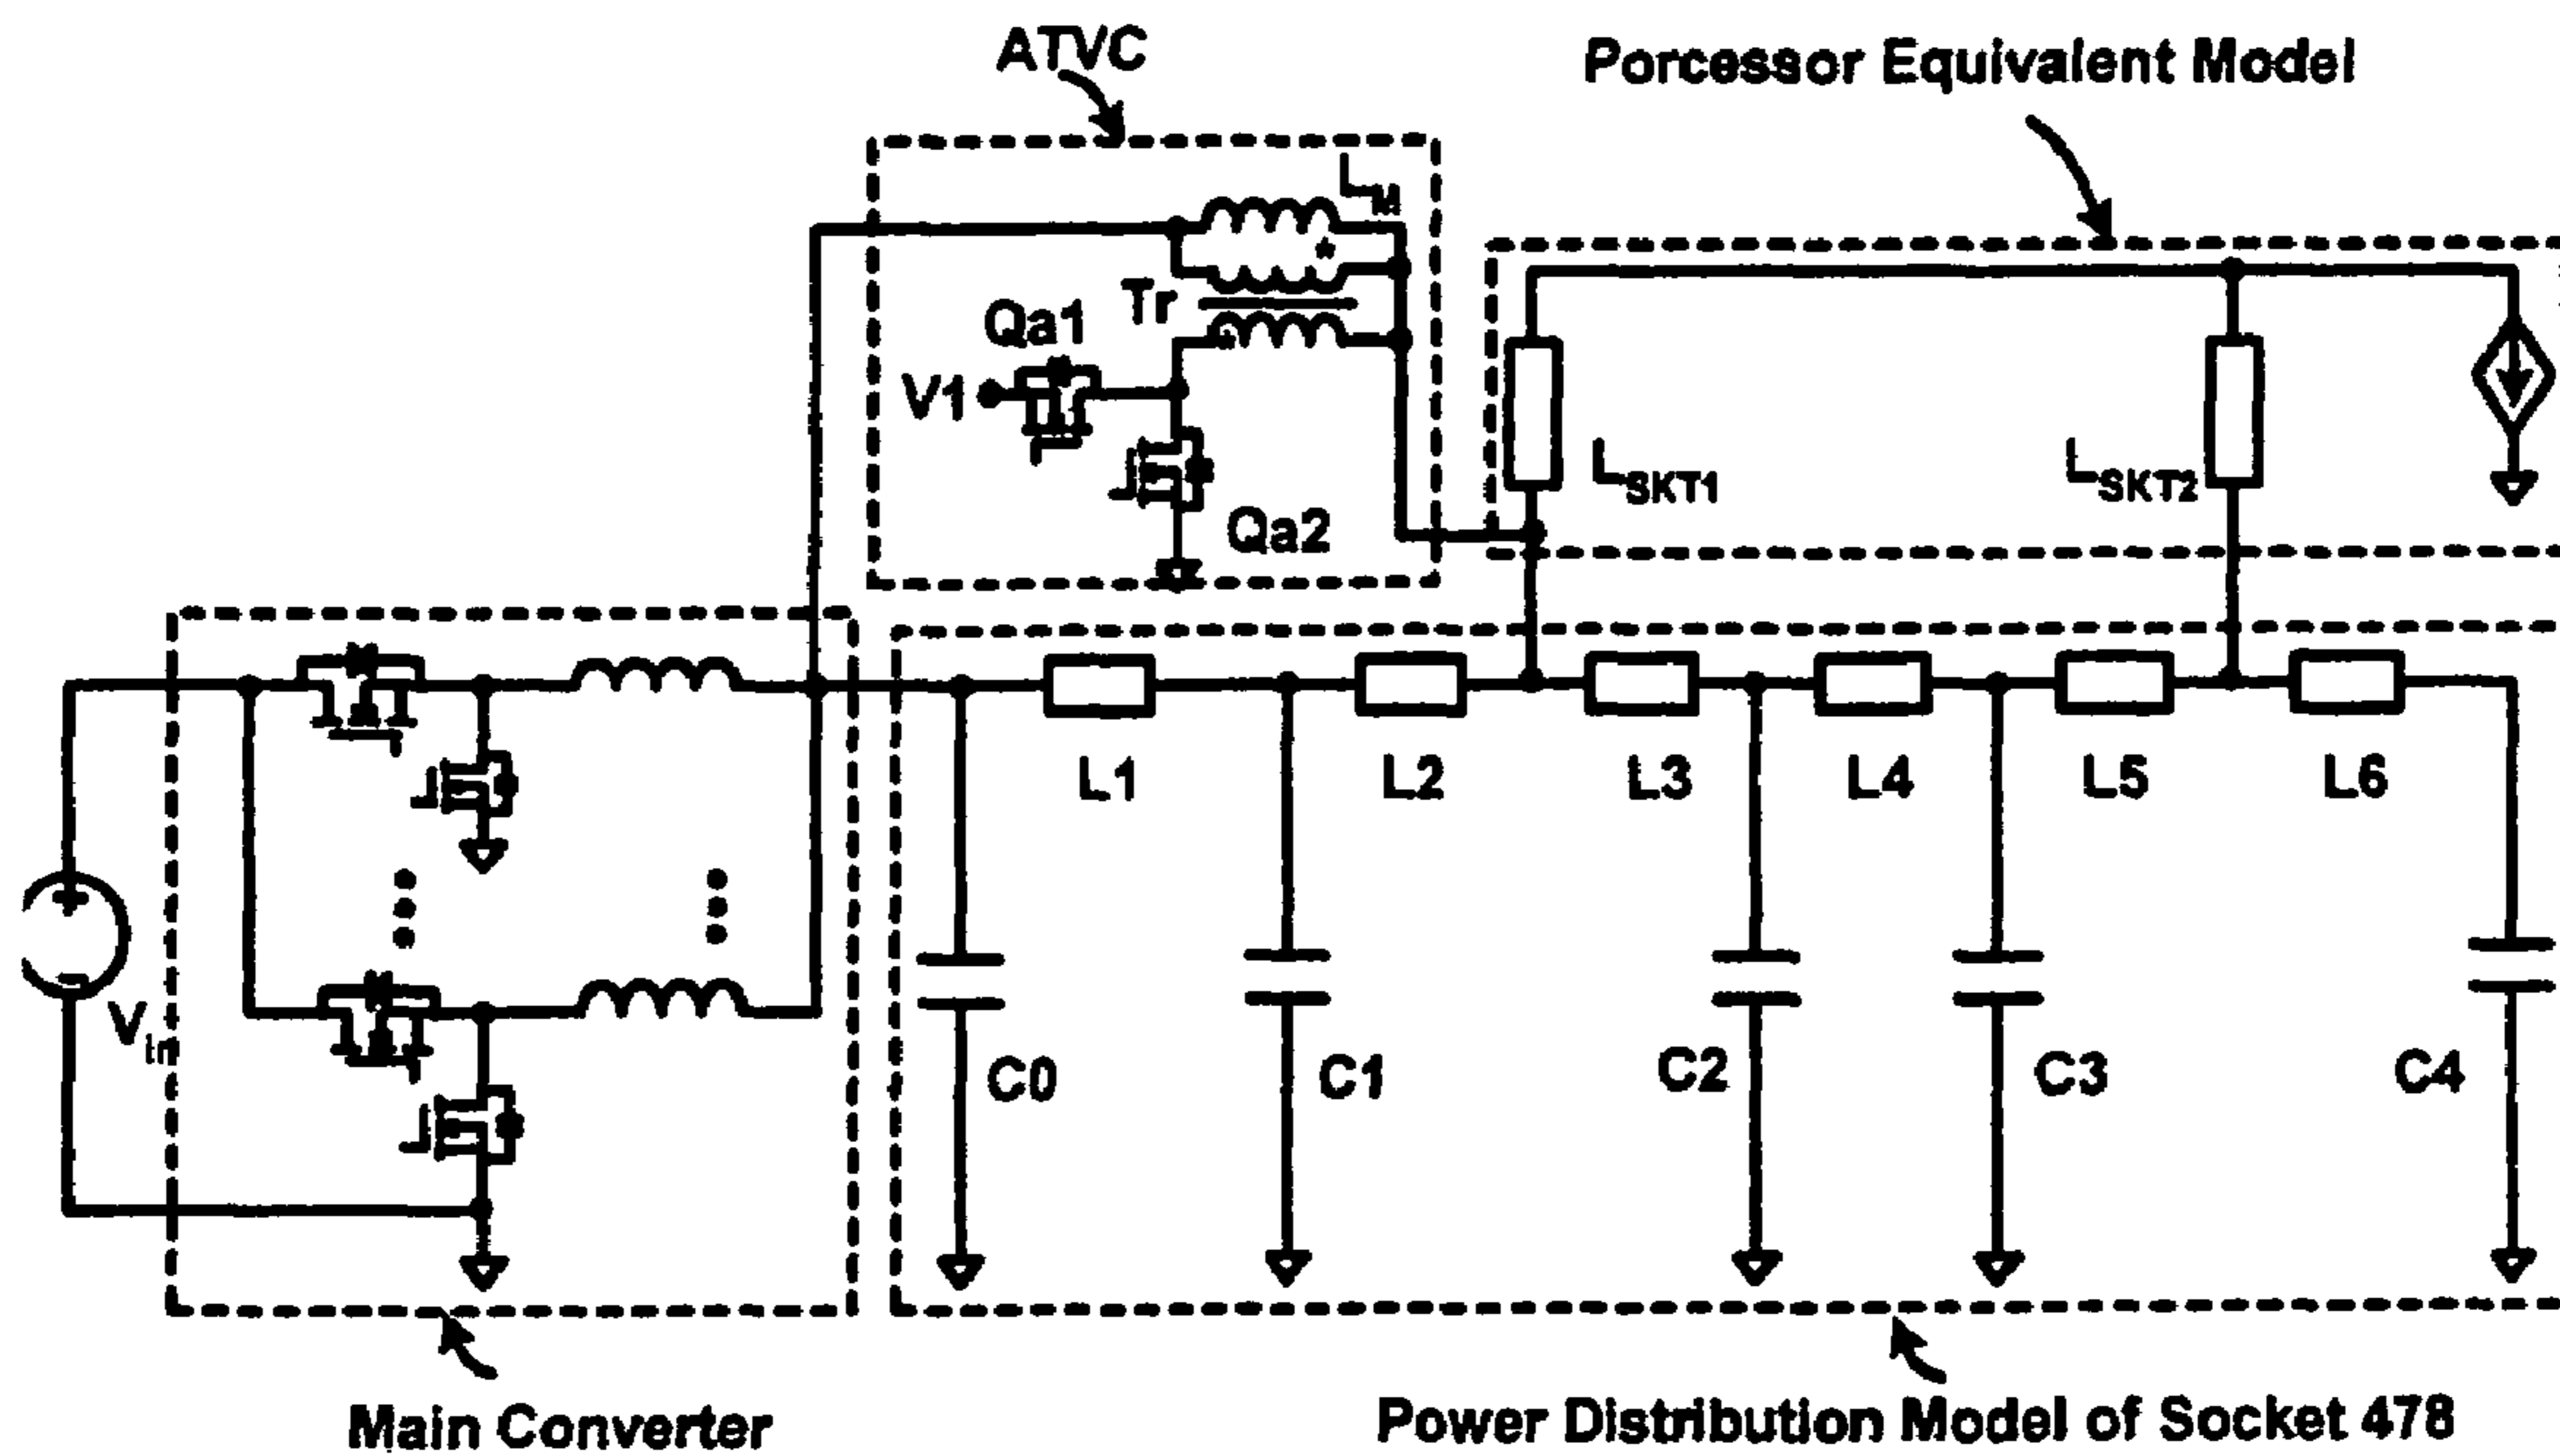 ATVC
Porcessor Equivalent Model
LM
*
Tr
Qa1
V1
Qa2
LSKT1
LSKT2
L1
L2
L3
L4
L5
L6
+
-
Vin
C0
C1
C2
C3
C4
Main Converter
Power Distribution Model of Socket 478